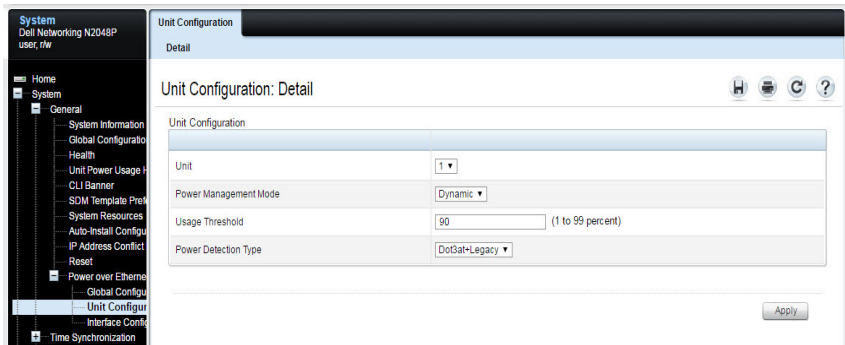 System
Dell Networking N2048P
user, r/w
Unit Configuration
Detail
Home
System
General
System Information
Global Configuratio
Health
Unit Power Usage H
CLI Banner
SDM Template Pref
System Resources
Auto-Install Configu
IP Address Conflict
Reset
Power over Etherne
Global Configu
Unit Configur
Interface Config
Time Synchronization
Unit Configuration: Detail
Unit Configuration
Unit 1
Power Management Mode Dynamic
Usage Threshold 90 (1 to 99 percent)
Power Detection Type Dot3at+Legacy
Apply